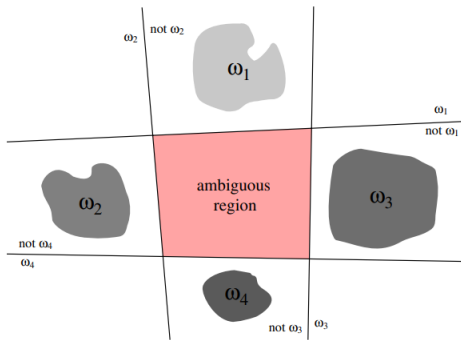 ω₂ not ω₂
ω₁
ω₁
not ω₁
ambiguous
region
ω₂
ω₃
not ω₄
ω₄
ω₄
not ω₃ ω₃